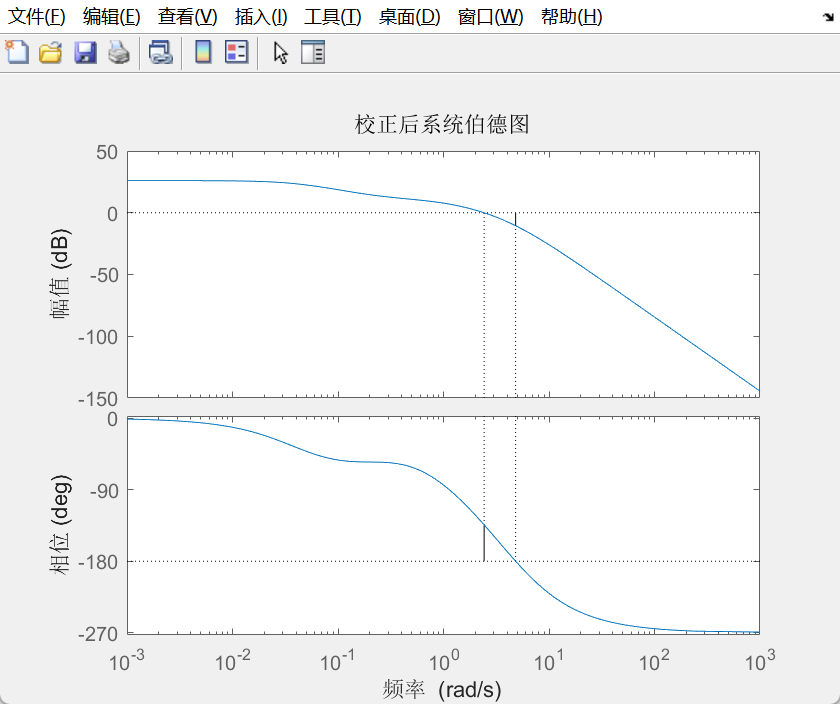 文件(F) 编辑(E) 查看(V) 插入(I) 工具(T) 桌面(D) 窗口(W) 帮助(H)
校正后系统伯德图
50
0
-50
-100
-150
幅值 (dB)
0
-90
-180
-270
相位 (deg)
10⁻³ 10⁻² 10⁻¹ 10⁰ 10¹ 10² 10³
频率 (rad/s)